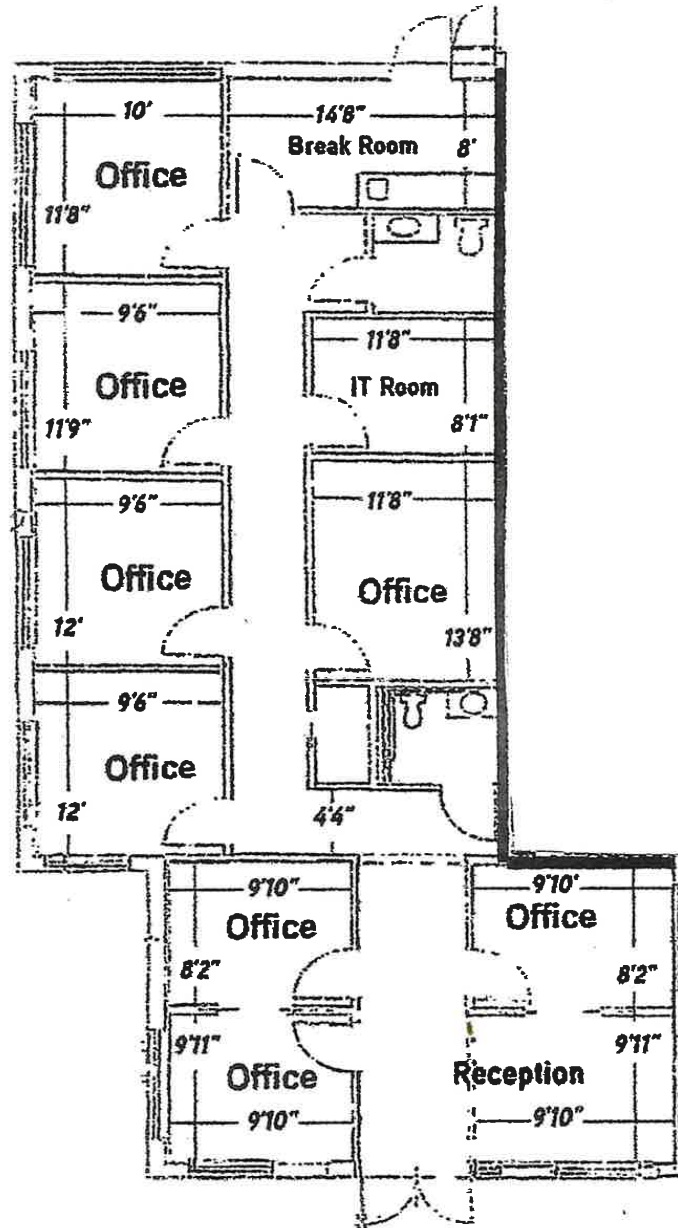 10' 14'8"
Break Room 8'
Office
11'8"
9'6" 11'8"
Office IT Room
11'9" 8'1"
9'6" 11'8"
Office Office
12' 13'8"
9'6"
Office
12' 4'4"
9'10" 9'10'
Office Office
8'2" 8'2"
9'11" 9'11"
Office Reception
9'10" 9'10"